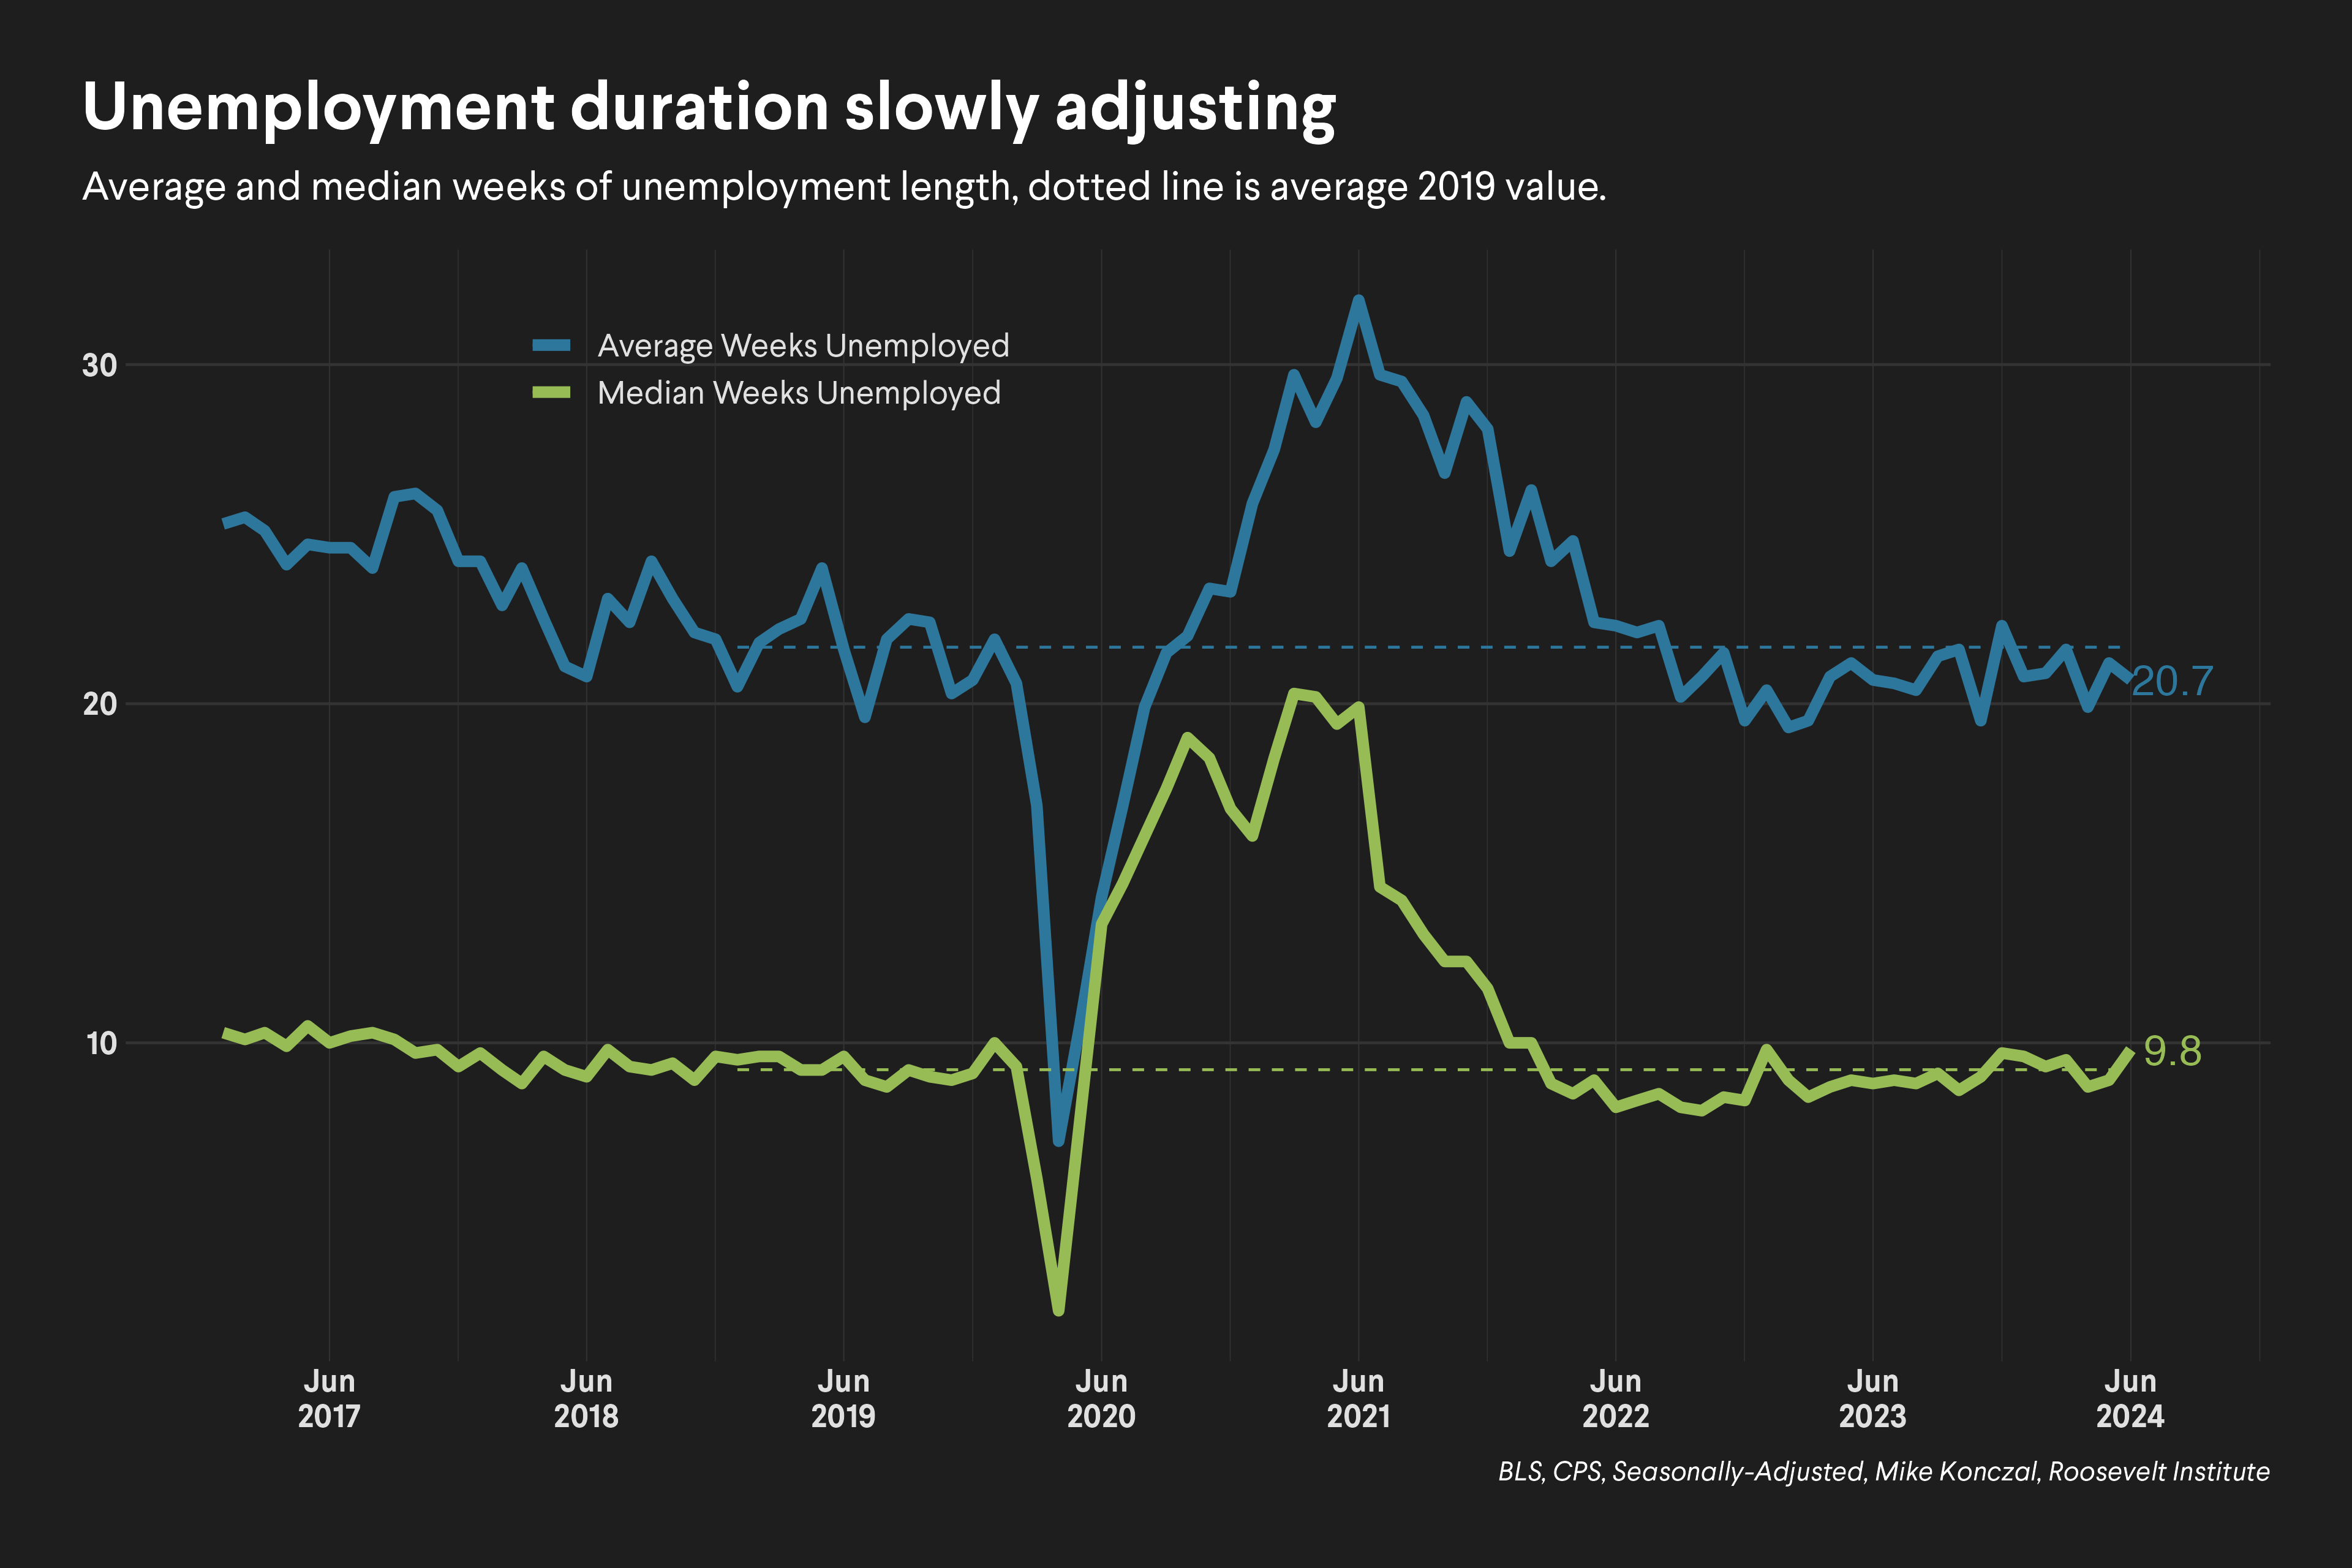 Unemployment duration slowly adjusting
Average and median weeks of unemployment length, dotted line is average 2019 value.
Average Weeks Unemployed
Median Weeks Unemployed
30
20
10
20.7
9.8
Jun 2017
Jun 2018
Jun 2019
Jun 2020
Jun 2021
Jun 2022
Jun 2023
Jun 2024
BLS, CPS, Seasonally-Adjusted, Mike Konczal, Roosevelt Institute